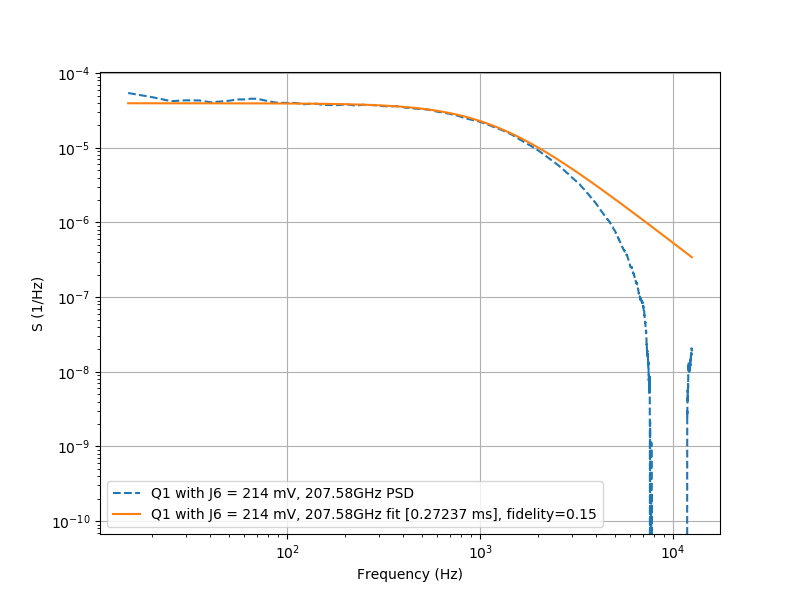 10⁻⁴
10⁻⁵
10⁻⁶
10⁻⁷
10⁻⁸
10⁻⁹
10⁻¹⁰
S (1/Hz)
Q1 with J6 = 214 mV, 207.58GHz PSD
Q1 with J6 = 214 mV, 207.58GHz fit [0.27237 ms], fidelity=0.15
10²
10³
10⁴
Frequency (Hz)